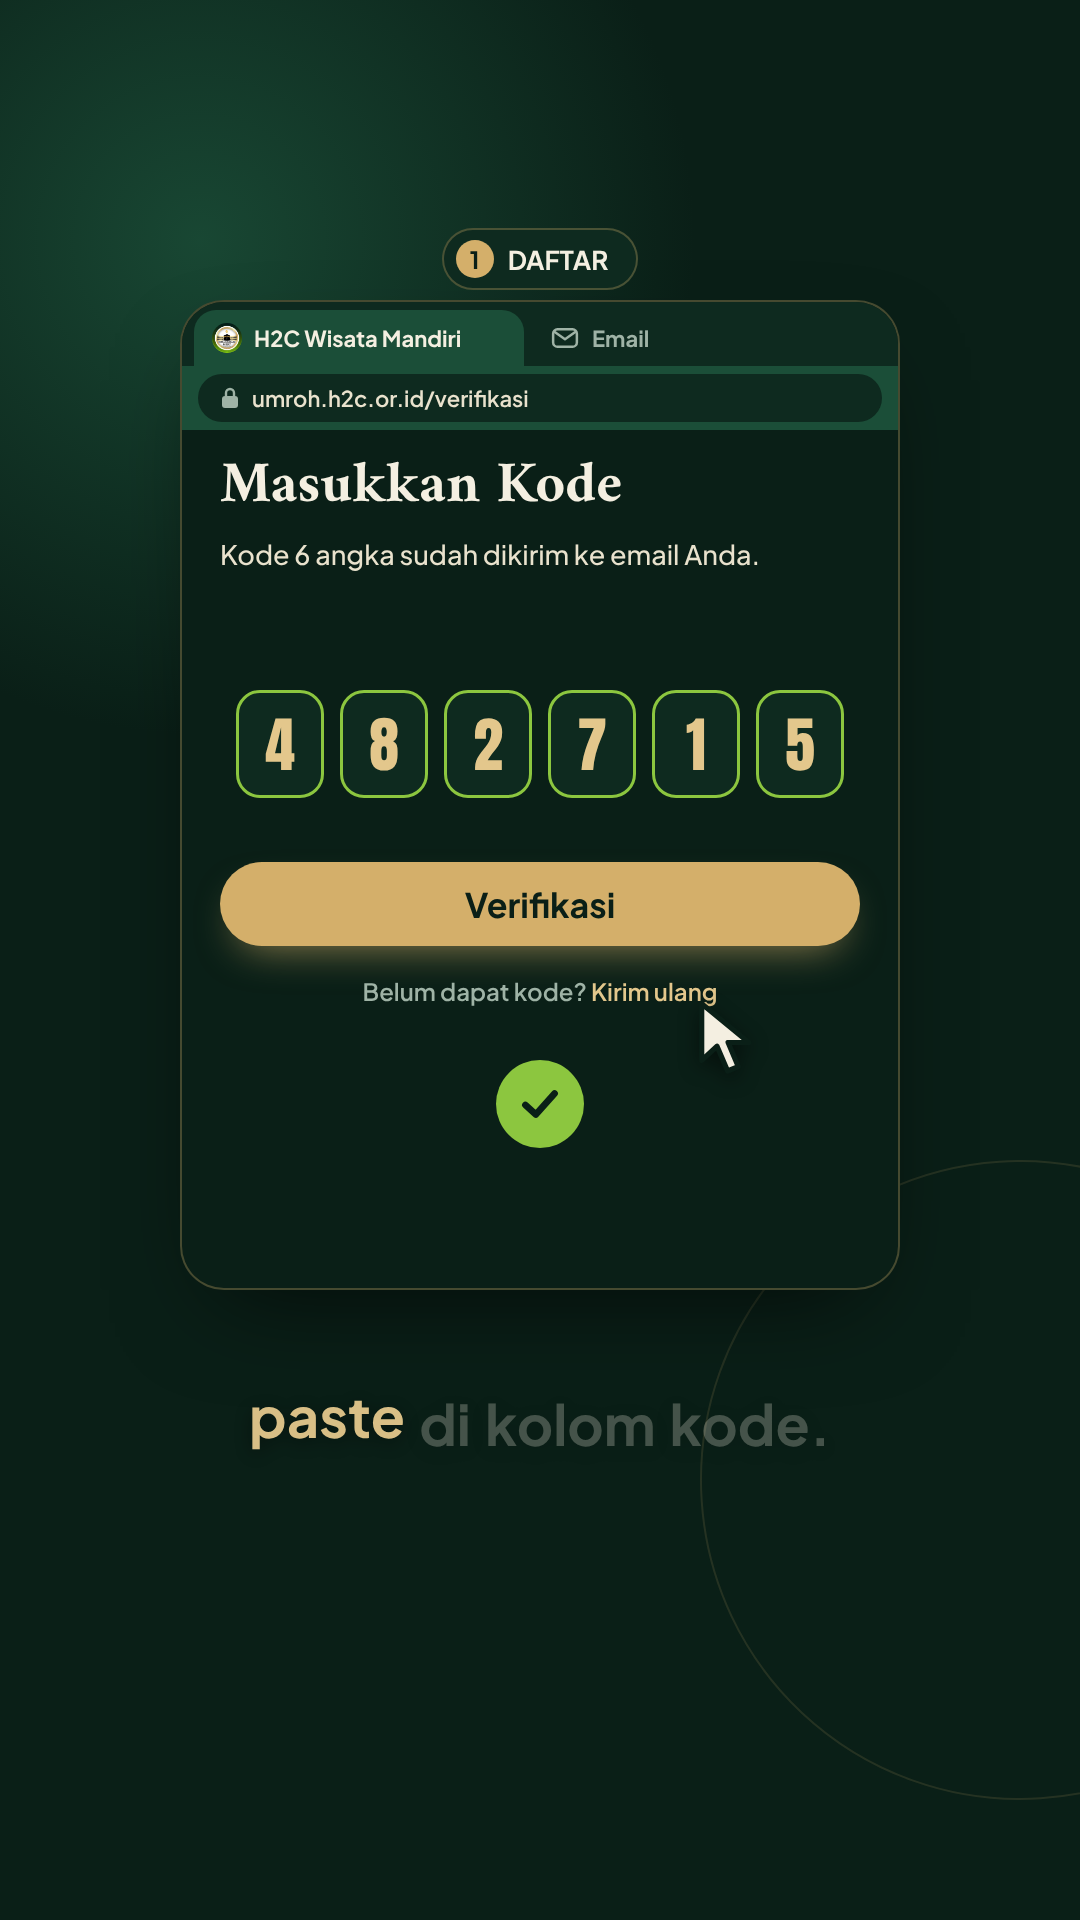 1 DAFTAR
H2C Wisata Mandiri
Email
umroh.h2c.or.id/verifikasi
Masukkan Kode
Kode 6 angka sudah dikirim ke email Anda.
4 8 2 7 1 5
Verifikasi
Belum dapat kode? Kirim ulang
paste di kolom kode.